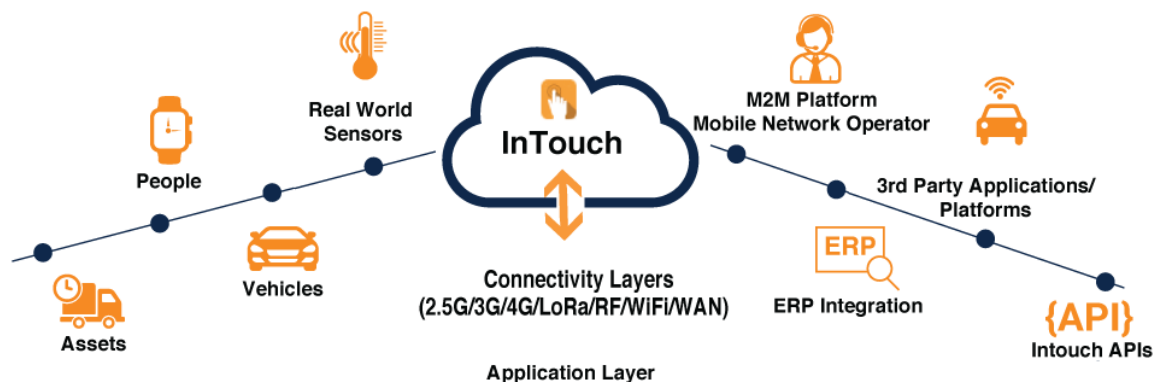 Real World
Sensors
People
Vehicles
Assets
InTouch
Connectivity Layers
(2.5G/3G/4G/LoRa/RF/WiFi/WAN)
Application Layer
M2M Platform
Mobile Network Operator
3rd Party Applications/
Platforms
ERP
ERP Integration
{API}
Intouch APIs